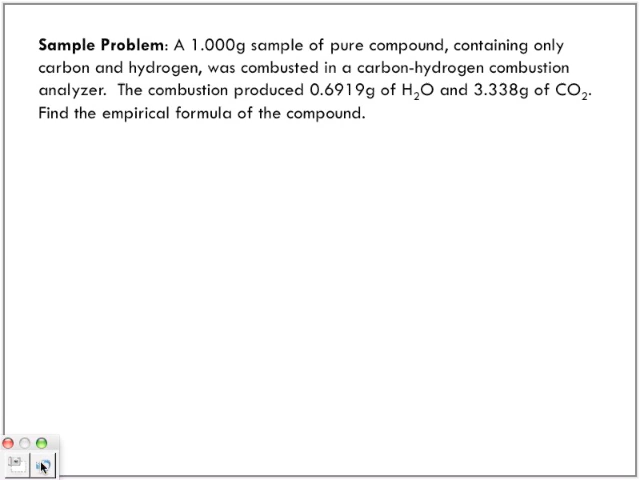 Sample Problem: A 1.000g sample of pure compound, containing only
carbon and hydrogen, was combusted in a carbon-hydrogen combustion
analyzer.  The combustion produced 0.6919g of H₂O and 3.338g of CO₂.
Find the empirical formula of the compound.